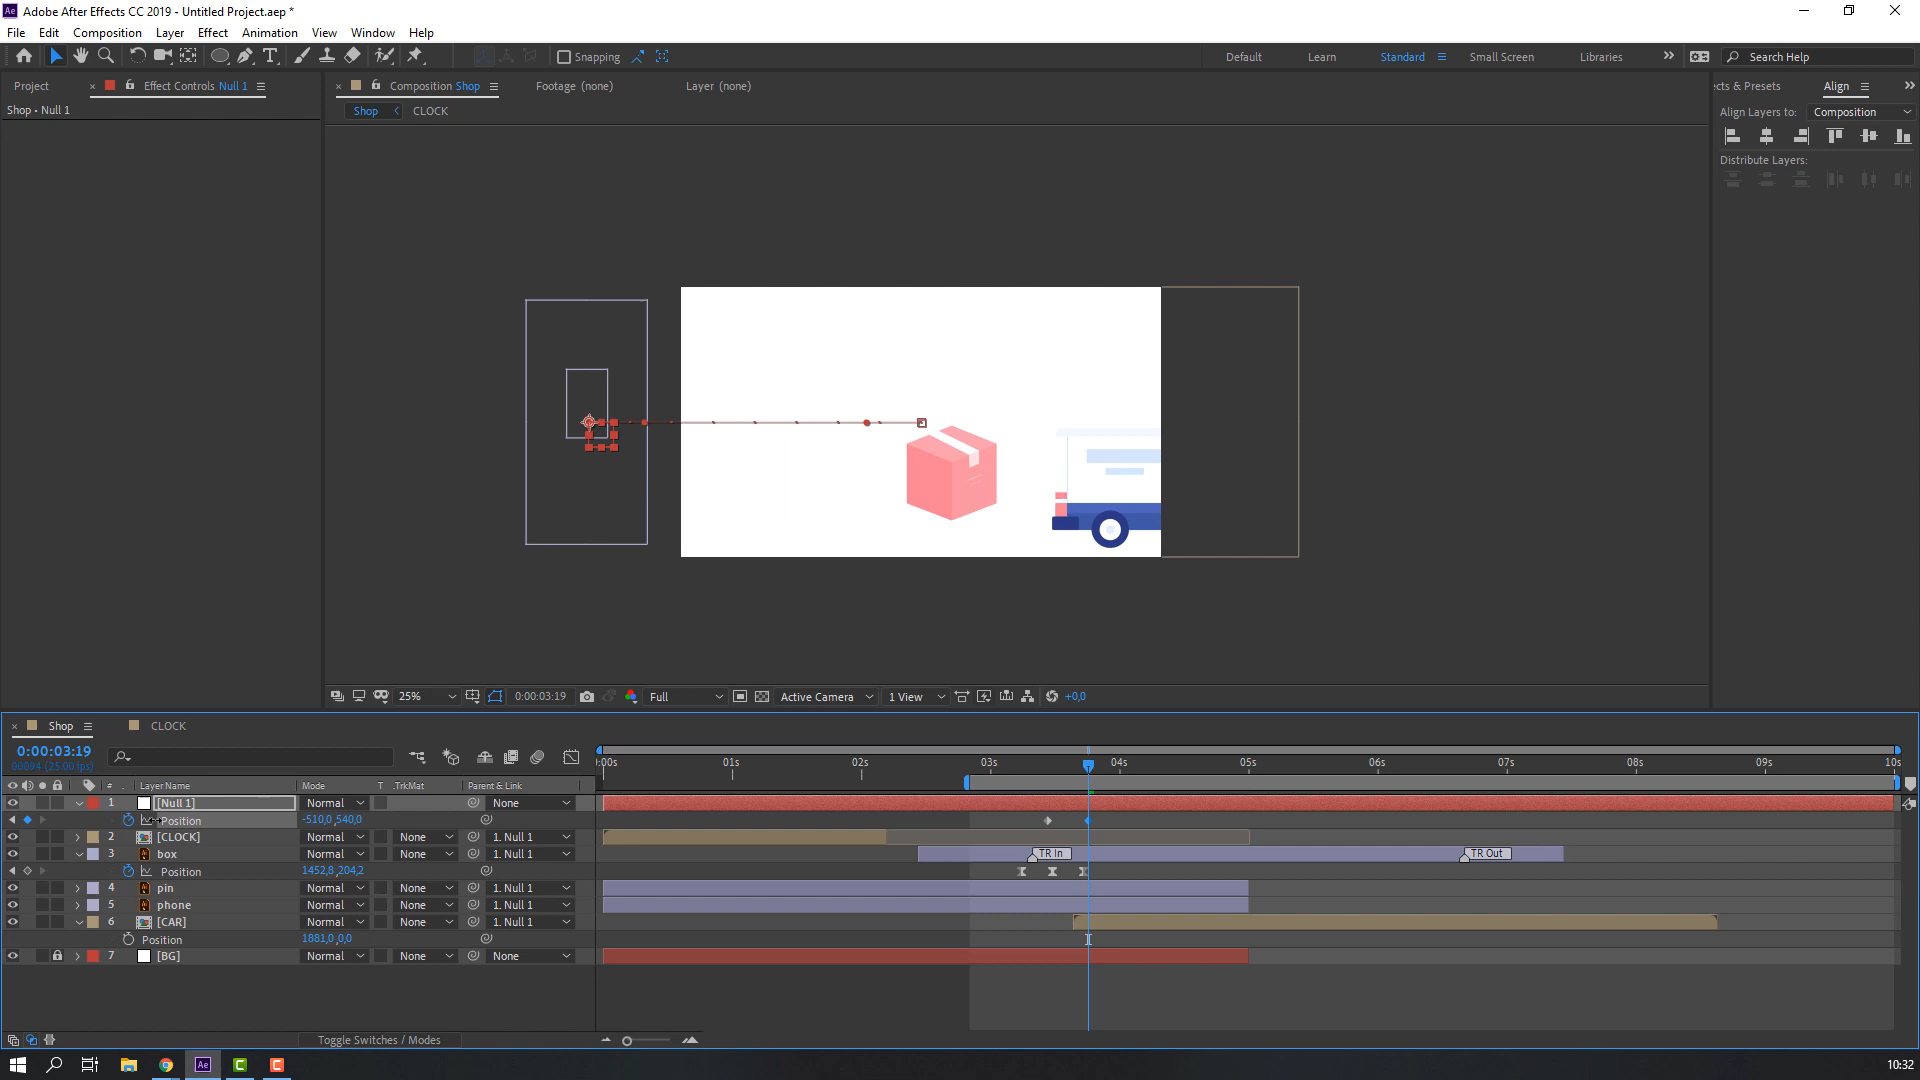 Adobe After Effects CC 2019 - Untitled Project.aep *
File Edit Composition Layer Effect Animation View Window Help
Snapping Default Learn Standard Small Screen Libraries Search Help
Project Effect Controls Null 1 Composition Shop Footage (none) Layer (none) ects & Presets Align
Shop • Null 1 Shop CLOCK Align Layers to: Composition
Distribute Layers:
25% 0:00:03:19 Full Active Camera 1 View +0,0
Shop CLOCK
0:00:03:19
00094 (25.00 fps)
:00s 01s 02s 03s 04s 05s 06s 07s 08s 09s 10s
# . Layer Name Mode T .TrkMat Parent & Link
1 [Null 1] Normal None
Position -510,0,540,0
2 [CLOCK] Normal None 1. Null 1
3 box Normal None 1. Null 1 TR In TR Out
Position 1452,8,204,2
4 pin Normal None 1. Null 1
5 phone Normal None 1. Null 1
6 [CAR] Normal None 1. Null 1
Position 1881,0,0,0
7 [BG] Normal None None
Toggle Switches / Modes
10:32